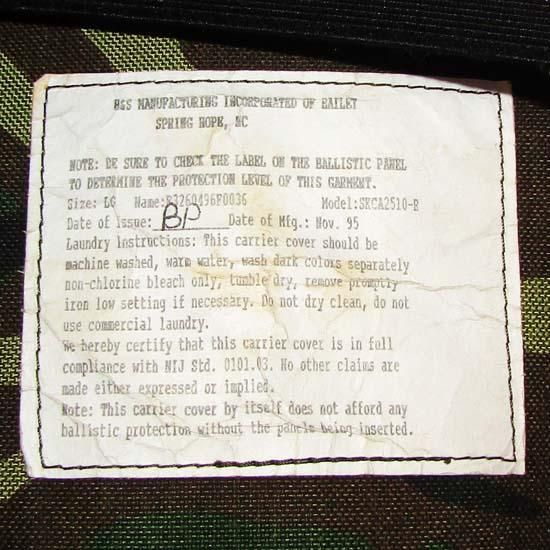 H&S MANUFACTURING INCORPORATED OF BAILEY
SPRING HOPE, NC
NOTE: BE SURE TO CHECK THE LABEL ON THE BALLISTIC PANEL
TO DETERMINE THE PROTECTION LEVEL OF THIS GARMENT.
Size: LG Name: Model:SKCA2510-R
Date of Issue: BP Date of Mfg.: Nov. 95
Laundry Instructions: This carrier cover should be
machine washed, warm water, wash dark colors separately
non-chlorine bleach only, tumble dry, remove promptly
iron low setting if necessary. Do not dry clean, do not
use commercial laundry.
We hereby certify that this carrier cover is in full
compliance with NIJ Std. 0101.03. No other claims are
made either expressed or implied.
Note: This carrier cover by itself does not afford any
ballistic protection without the panels being inserted.